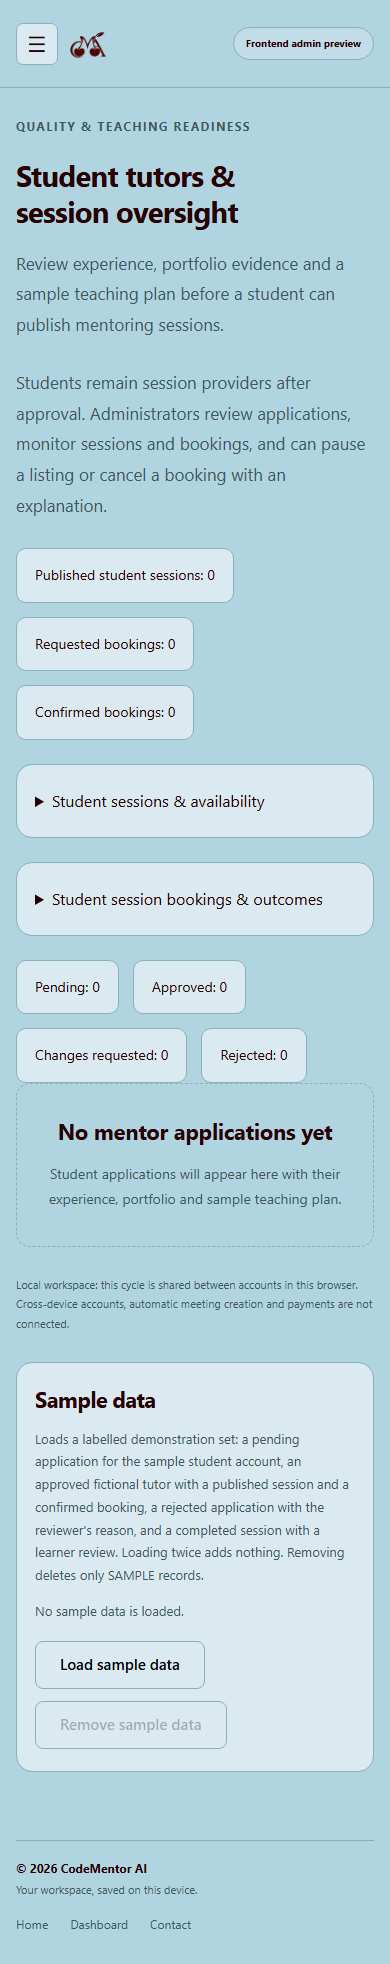 Frontend admin preview
QUALITY & TEACHING READINESS
Student tutors &
session oversight
Review experience, portfolio evidence and a
sample teaching plan before a student can
publish mentoring sessions.
Students remain session providers after
approval. Administrators review applications,
monitor sessions and bookings, and can pause
a listing or cancel a booking with an
explanation.
Published student sessions: 0
Requested bookings: 0
Confirmed bookings: 0
Student sessions & availability
Student session bookings & outcomes
Pending: 0
Approved: 0
Changes requested: 0
Rejected: 0
No mentor applications yet
Student applications will appear here with their
experience, portfolio and sample teaching plan.
Local workspace: this cycle is shared between accounts in this browser.
Cross-device accounts, automatic meeting creation and payments are not
connected.
Sample data
Loads a labelled demonstration set: a pending
application for the sample student account, an
approved fictional tutor with a published session and a
confirmed booking, a rejected application with the
reviewer's reason, and a completed session with a
learner review. Loading twice adds nothing. Removing
deletes only SAMPLE records.
No sample data is loaded.
Load sample data
Remove sample data
© 2026 CodeMentor AI
Your workspace, saved on this device.
Home
Dashboard
Contact